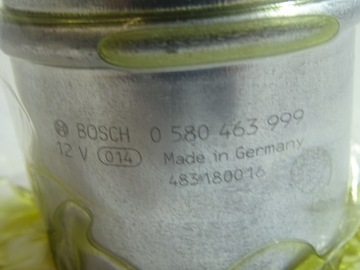 BOSCH 0 580 463 999
12 V 014 Made in Germany
483180016